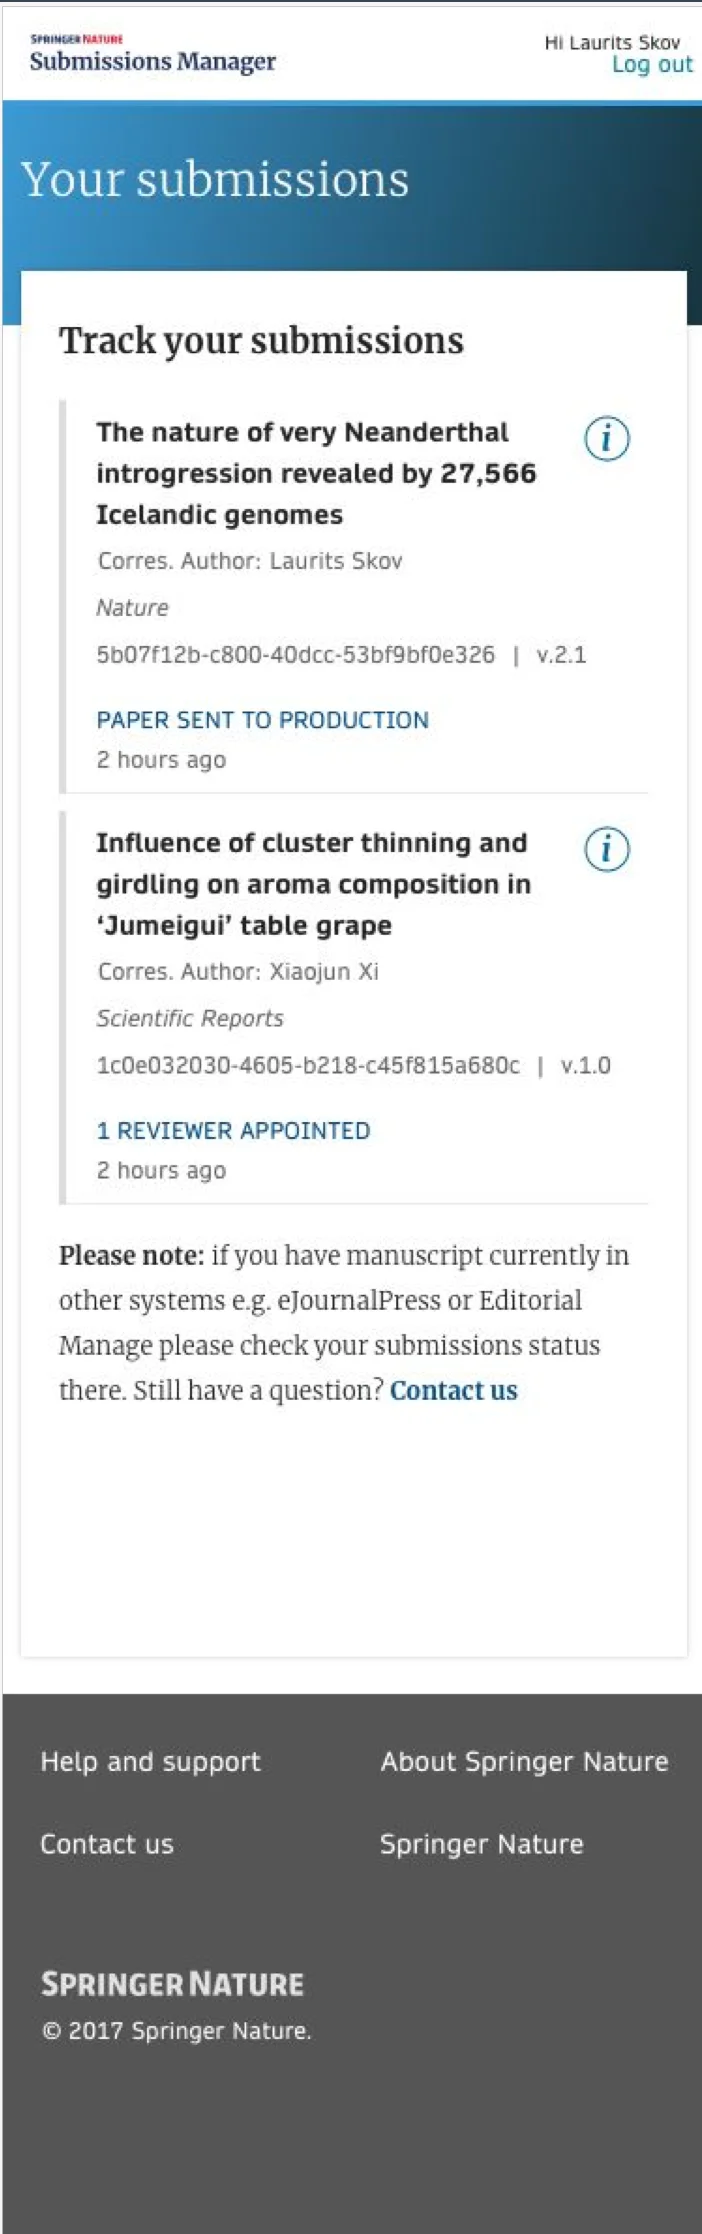 SPRINGER NATURE
Submissions Manager
Hi Laurits Skov
Log out
Your submissions
Track your submissions
The nature of very Neanderthal
introgression revealed by 27,566
Icelandic genomes
i
Corres. Author: Laurits Skov
Nature
5b07f12b-c800-40dcc-53bf9bf0e326 | v.2.1
PAPER SENT TO PRODUCTION
2 hours ago
Influence of cluster thinning and
girdling on aroma composition in
‘Jumeigui’ table grape
i
Corres. Author: Xiaojun Xi
Scientific Reports
1c0e032030-4605-b218-c45f815a680c | v.1.0
1 REVIEWER APPOINTED
2 hours ago
Please note: if you have manuscript currently in
other systems e.g. eJournalPress or Editorial
Manage please check your submissions status
there. Still have a question? Contact us
Help and support
About Springer Nature
Contact us
Springer Nature
SPRINGER NATURE
© 2017 Springer Nature.